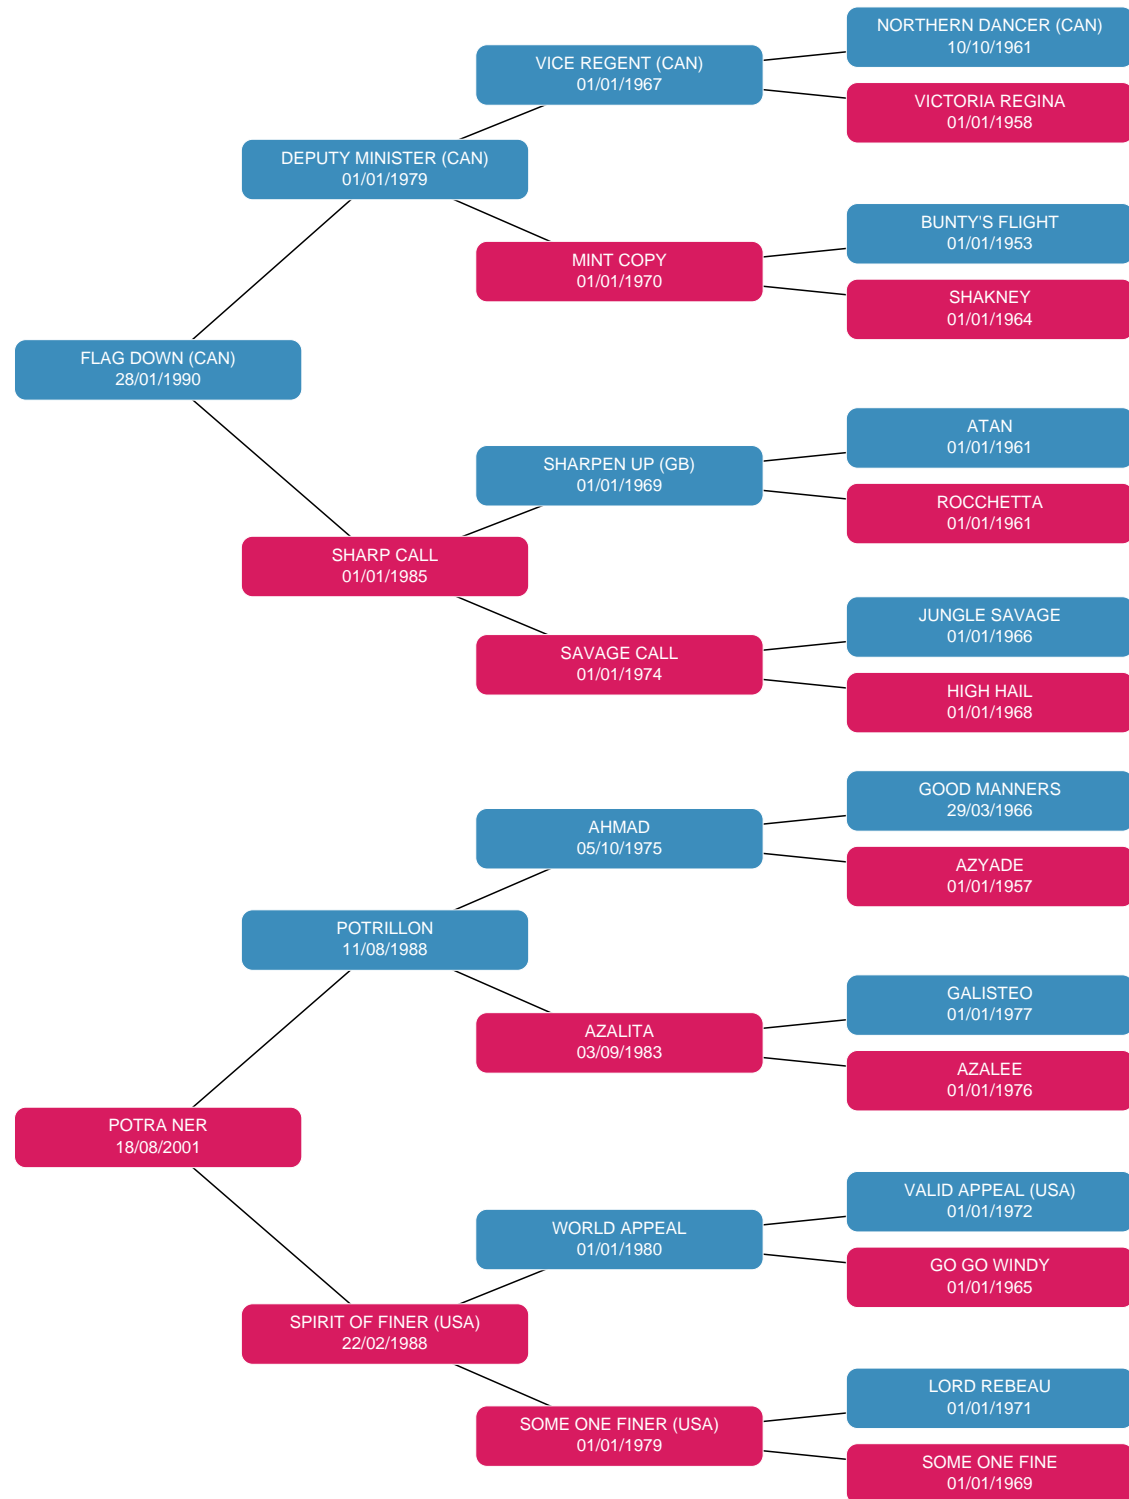 NORTHERN DANCER (CAN)
10/10/1961
VICE REGENT (CAN)
01/01/1967
VICTORIA REGINA
01/01/1958
DEPUTY MINISTER (CAN)
01/01/1979
BUNTY'S FLIGHT
01/01/1953
MINT COPY
01/01/1970
SHAKNEY
01/01/1964
FLAG DOWN (CAN)
28/01/1990
ATAN
01/01/1961
SHARPEN UP (GB)
01/01/1969
ROCCHETTA
01/01/1961
SHARP CALL
01/01/1985
JUNGLE SAVAGE
01/01/1966
SAVAGE CALL
01/01/1974
HIGH HAIL
01/01/1968
GOOD MANNERS
29/03/1966
AHMAD
05/10/1975
AZYADE
01/01/1957
POTRILLON
11/08/1988
GALISTEO
01/01/1977
AZALITA
03/09/1983
AZALEE
01/01/1976
POTRA NER
18/08/2001
VALID APPEAL (USA)
01/01/1972
WORLD APPEAL
01/01/1980
GO GO WINDY
01/01/1965
SPIRIT OF FINER (USA)
22/02/1988
LORD REBEAU
01/01/1971
SOME ONE FINER (USA)
01/01/1979
SOME ONE FINE
01/01/1969